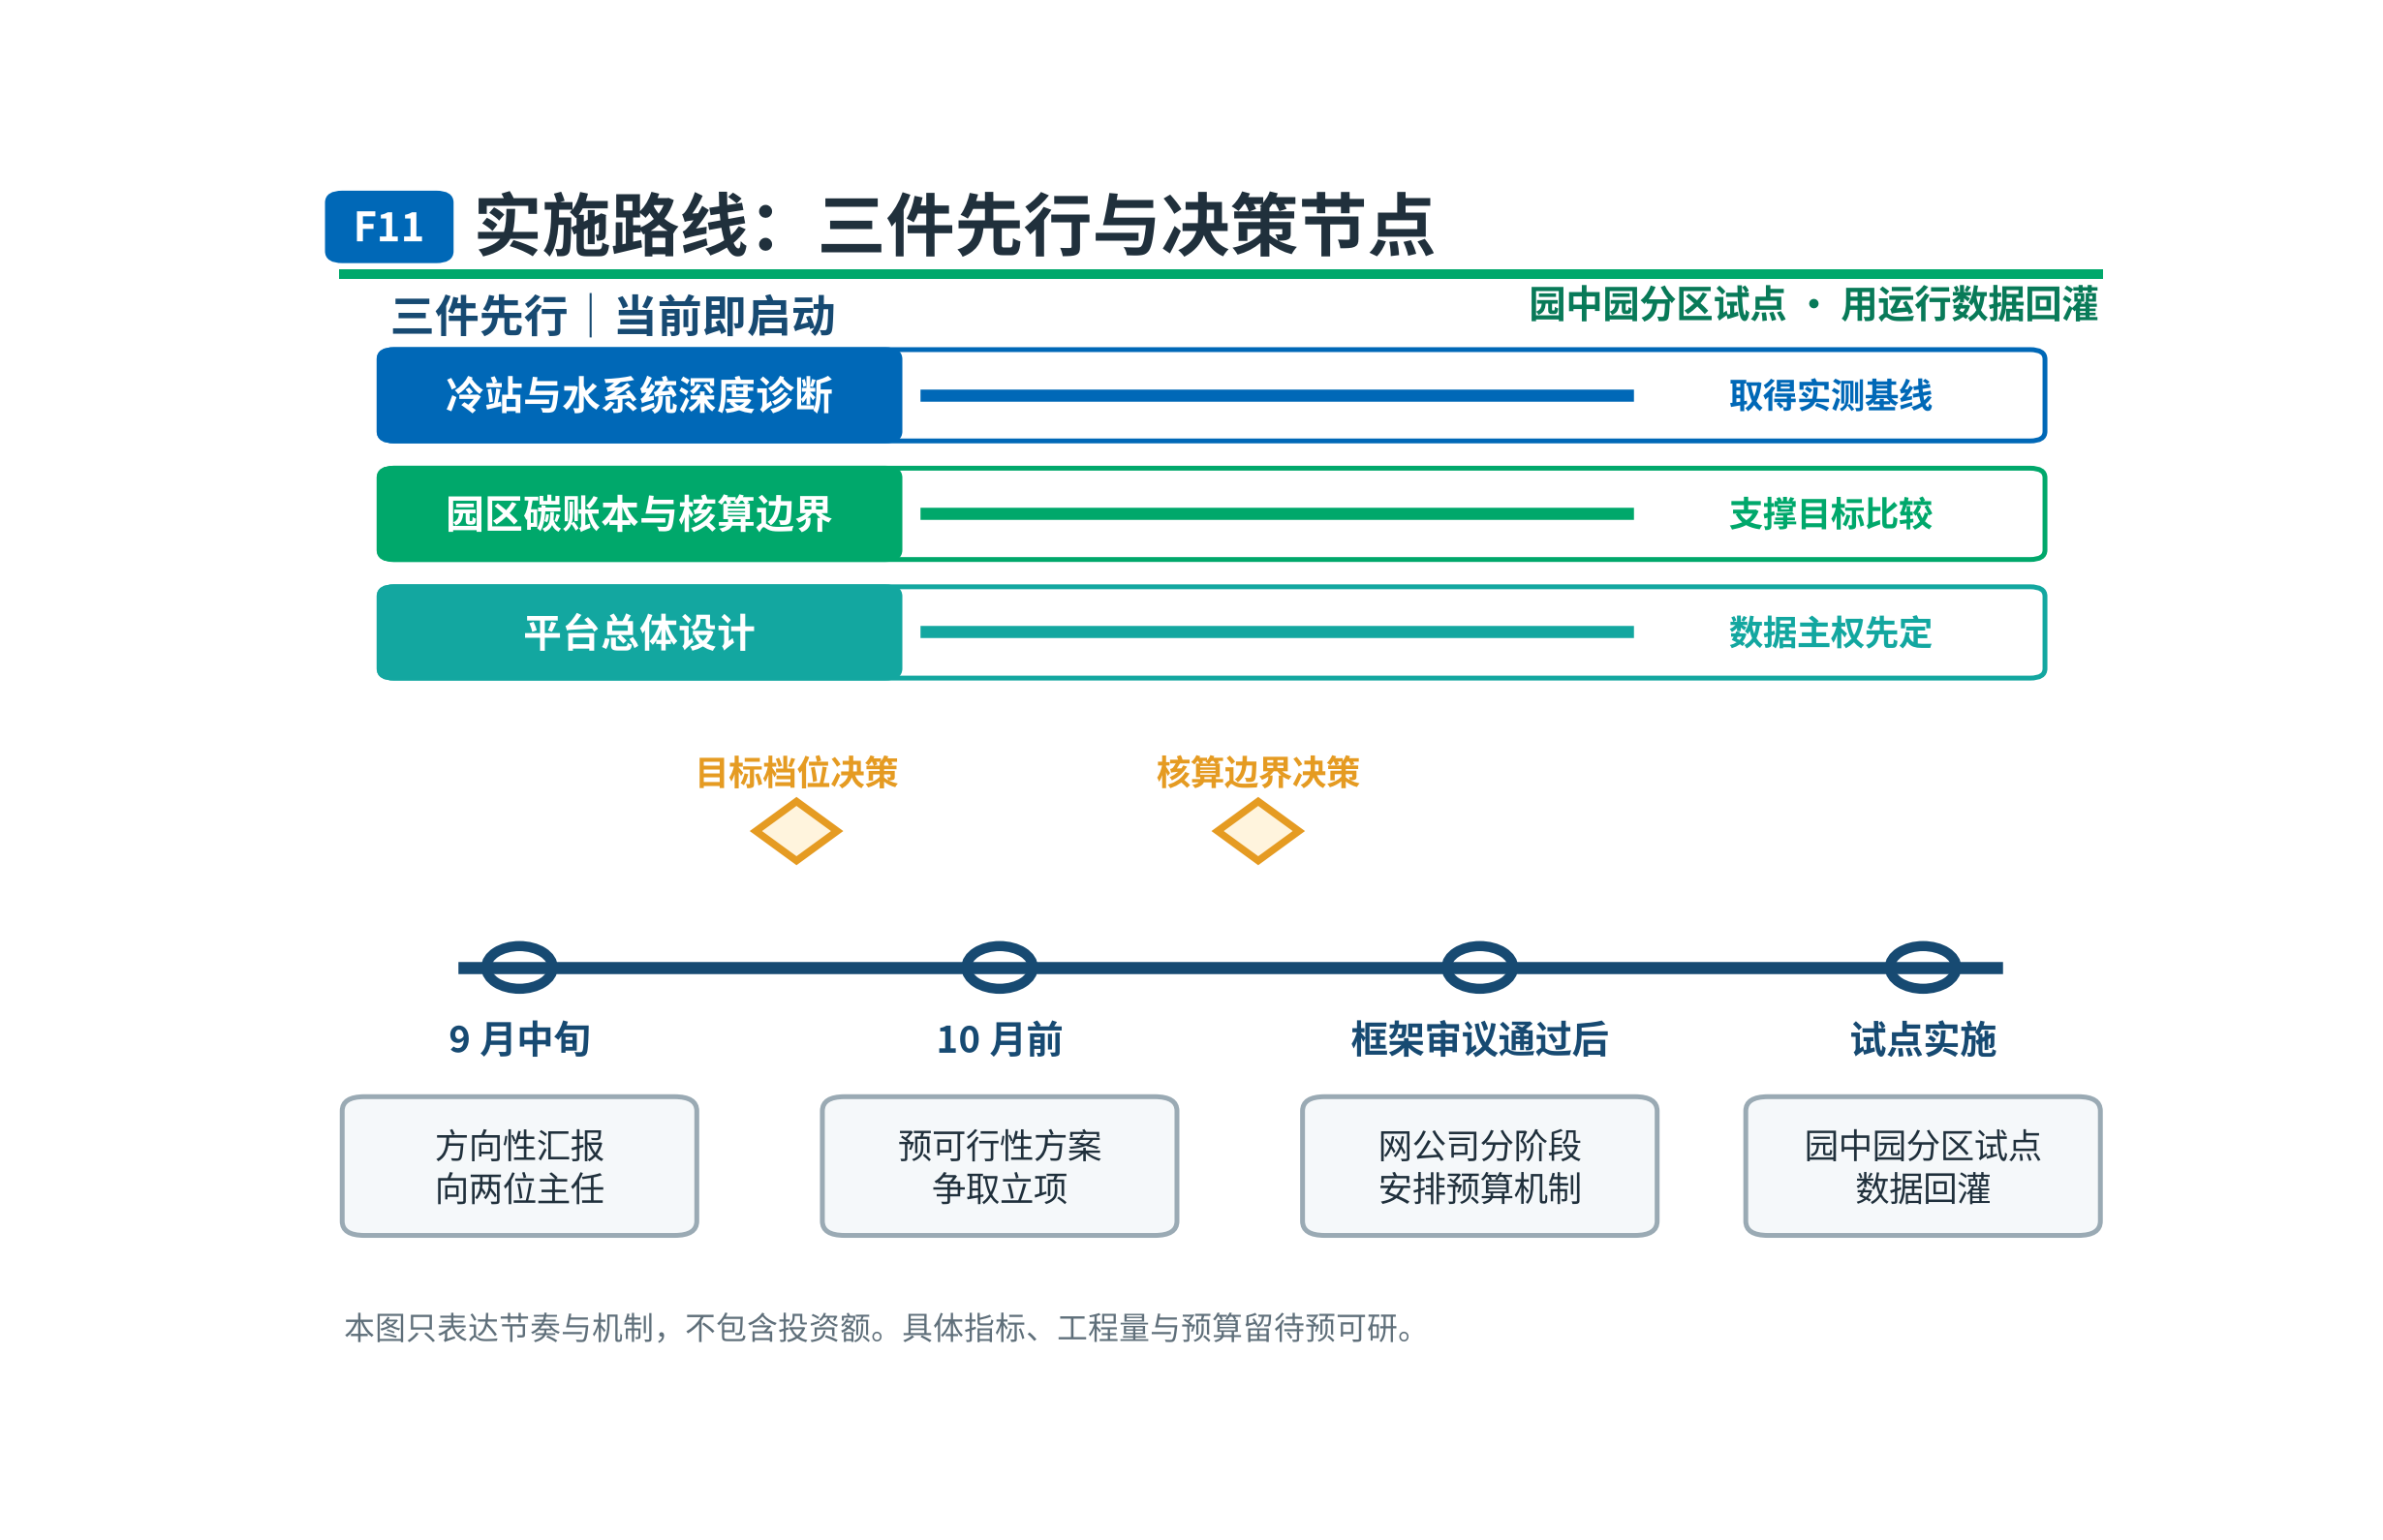 F11 实施路线：三件先行与决策节点
三件先行｜当前启动 园中园分区试点 · 运行数据回灌
冷站与水系统深度诊断 取得实测基线
园区碳账本与核算边界 支撑目标比较
平台总体设计 数据主权先定
目标档位决策 核算边界决策
9 月中旬 10 月前 框架审议通过后 试点实施
方向性汇报
向魏主任
预可行性方案
争取立项
网公司分阶段
安排预算机制
园中园分区试点
数据回灌
本图只表达节奏与机制，不包含投资额。具体指标、工程量与预算留待预可研。